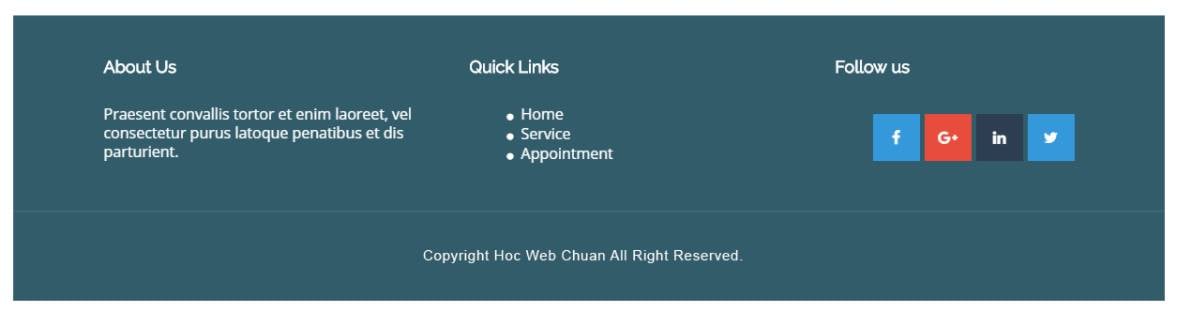 About Us
Praesent convallis tortor et enim laoreet, vel
consectetur purus latoque penatibus et dis
parturient.
Quick Links
Home
Service
Appointment
Follow us
f
G+
in
Copyright Hoc Web Chuan All Right Reserved.